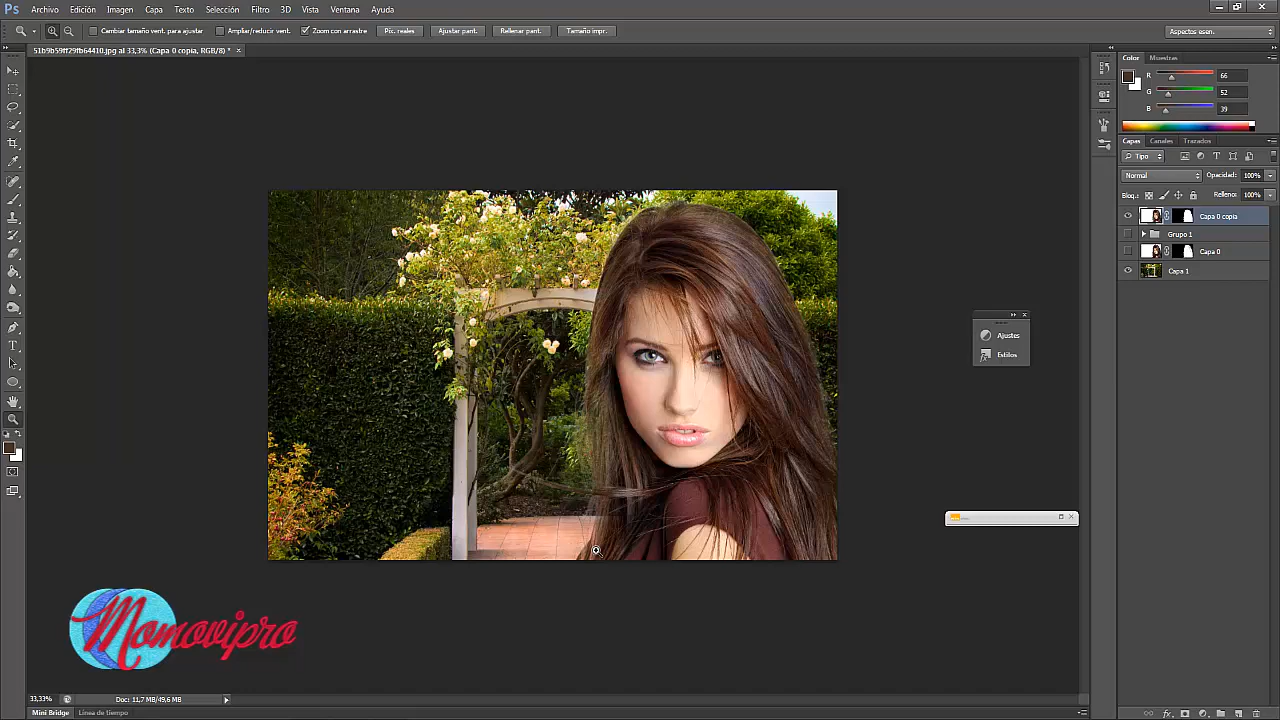 Ps Archivo Edición Imagen Capa Texto Selección Filtro 3D Vista Ventana Ayuda
Cambiar tamaño vent. para ajustar Ampliar/reducir vent. Zoom con arrastre Píx. reales Ajustar pant. Rellenar pant. Tamaño impr. Aspectos esen.
51b9b59ff29fb64410.jpg al 33,3% (Capa 0 copia, RGB/8) * ×
Color Muestras
R 66
G 52
B 39
Capas Canales Trazados
Tipo
Normal Opacidad: 100%
Bloq.: Relleno: 100%
Capa 0 copia
Grupo 1
Capa 0
Capa 1
Ajustes
Estilos
Momovipro
33,33% Doc: 11,7 MB/49,6 MB
Mini Bridge Línea de tiempo